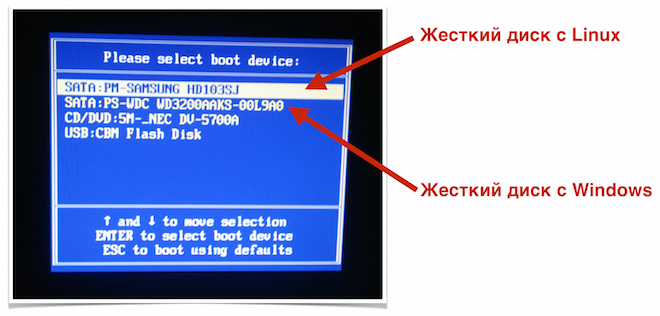 Please select boot device:
SATA:PM-SAMSUNG HD103SJ
SATA:PS-WDC WD3200AAKS-00L9A0
CD/DVD:5M-_NEC DV-5700A
USB:CBM Flash Disk
↑ and ↓ to move selection
ENTER to select boot device
ESC to boot using defaults
Жесткий диск с Linux
Жесткий диск с Windows